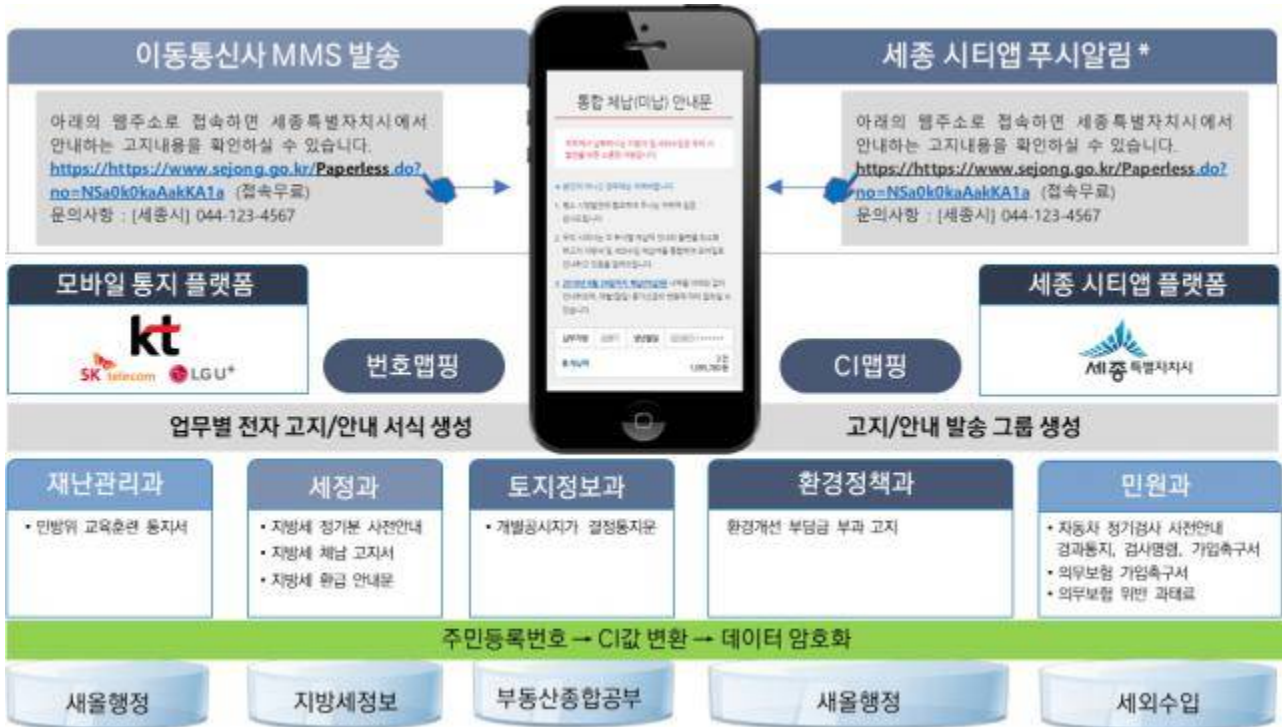 이동통신사 MMS 발송
아래의 웹주소로 접속하면 세종특별자치시에서
안내하는 고지내용을 확인하실 수 있습니다.
https://https://www.sejong.go.kr/Paperless.do?
no=NSa0k0kaAakKA1a (접속무료)
문의사항 : [세종시] 044-123-4567
세종 시티앱 푸시알림 *
아래의 웹주소로 접속하면 세종특별자치시에서
안내하는 고지내용을 확인하실 수 있습니다.
https://https://www.sejong.go.kr/Paperless.do?
no=NSa0k0kaAakKA1a (접속무료)
문의사항 : [세종시] 044-123-4567
통합 체납(미납) 안내문
모바일 통지 플랫폼
kt
SK telecom LG U+
번호맵핑
CI맵핑
세종 시티앱 플랫폼
세종특별자치시
업무별 전자 고지/안내 서식 생성
고지/안내 발송 그룹 생성
재난관리과
• 민방위 교육훈련 통지서
세정과
• 지방세 정기분 사전안내
• 지방세 체납 고지서
• 지방세 환급 안내문
토지정보과
• 개별공시지가 결정통지문
환경정책과
환경개선 부담금 부과 고지
민원과
• 자동차 정기검사 사전안내
경과통지, 검사명령, 가입촉구서
• 의무보험 가입촉구서
• 의무보험 위반 과태료
주민등록번호 → CI값 변환 → 데이터 암호화
새올행정
지방세정보
부동산종합공부
새올행정
세외수입